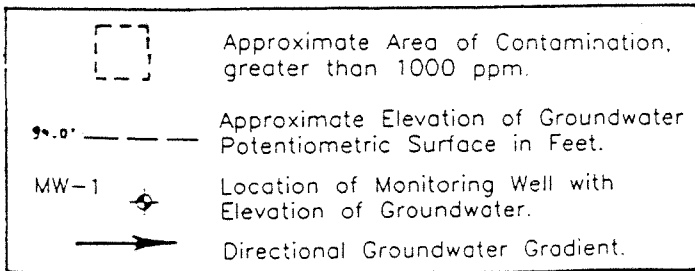 Approximate Area of Contamination,
greater than 1000 ppm.
Approximate Elevation of Groundwater
Potentiometric Surface in Feet.
MW-1
Location of Monitoring Well with
Elevation of Groundwater.
Directional Groundwater Gradient.